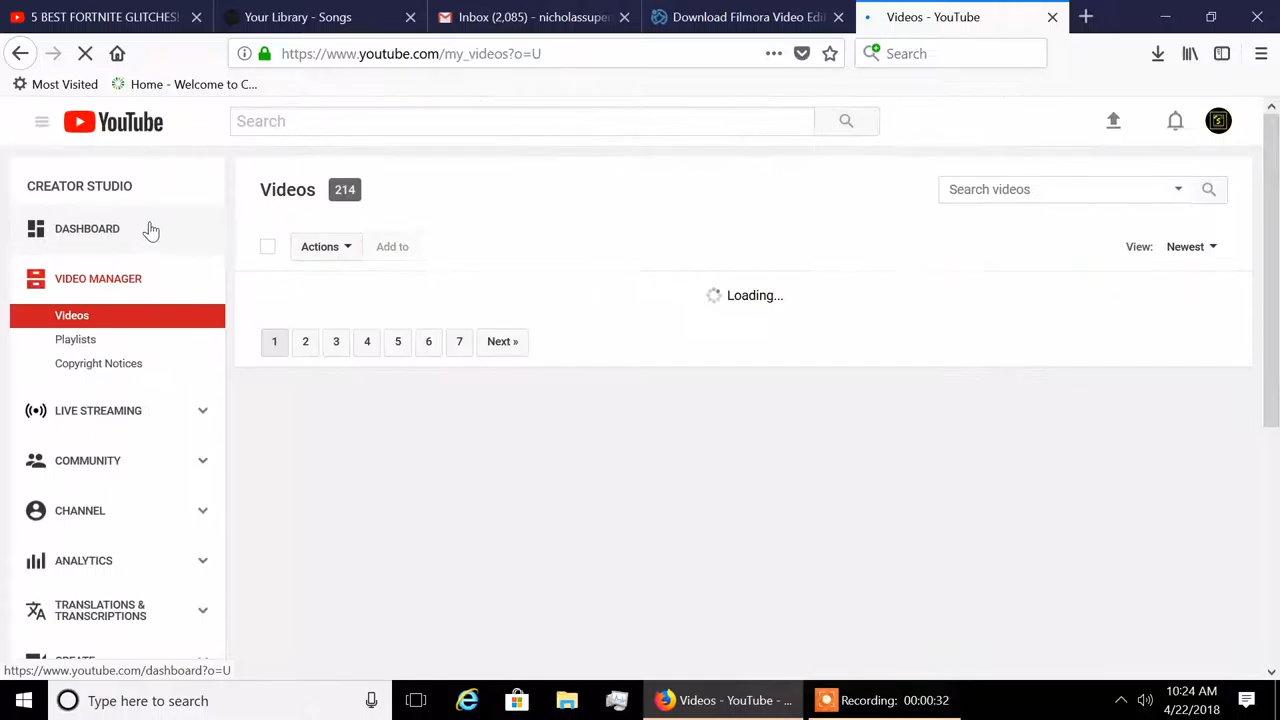 5 BEST FORTNITE GLITCHES!
Your Library - Songs
Inbox (2,085) - nicholassuper
Download Filmora Video Edi
Videos - YouTube
https://www.youtube.com/my_videos?o=U
Search
Most Visited
Home - Welcome to C...
YouTube
Search
CREATOR STUDIO
DASHBOARD
VIDEO MANAGER
Videos
Playlists
Copyright Notices
LIVE STREAMING
COMMUNITY
CHANNEL
ANALYTICS
TRANSLATIONS &
TRANSCRIPTIONS
Videos 214
Search videos
Actions
Add to
View: Newest
Loading...
1 2 3 4 5 6 7 Next »
https://www.youtube.com/dashboard?o=U
Type here to search
Videos - YouTube - ...
Recording: 00:00:32
10:24 AM
4/22/2018